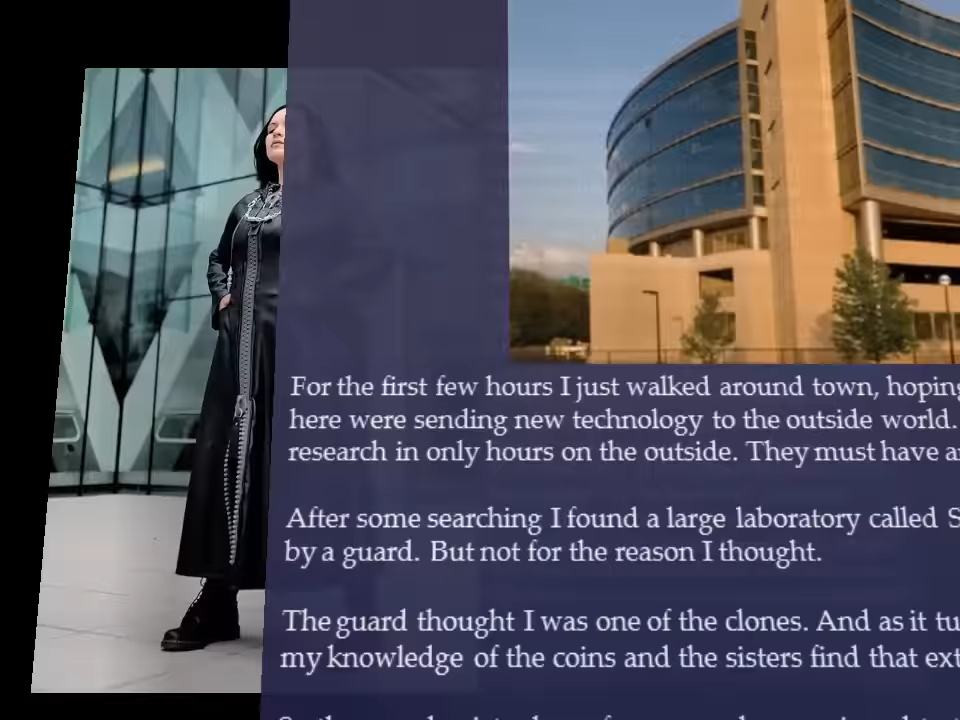 For the first few hours I just walked around town, hoping
here were sending new technology to the outside world.
research in only hours on the outside. They must have
After some searching I found a large laboratory called
by a guard. But not for the reason I thought.
The guard thought I was one of the clones. And as it
my knowledge of the coins and the sisters find that